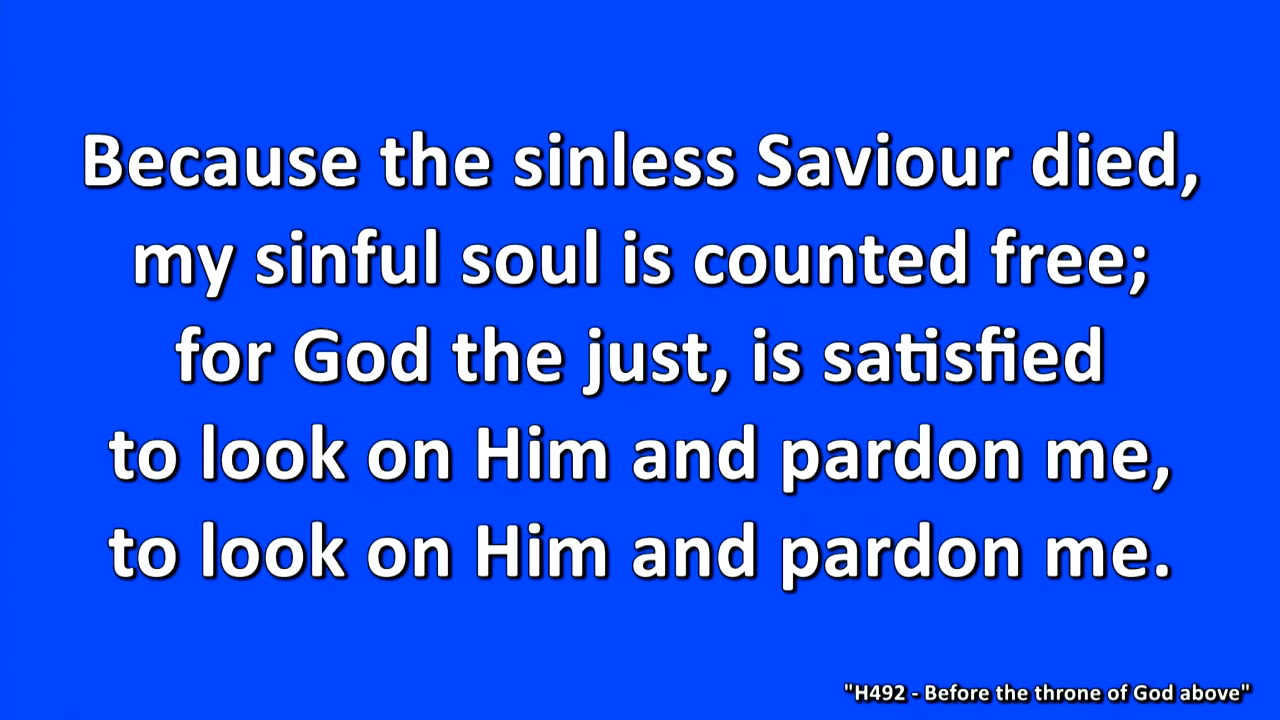 Because the sinless Saviour died,
my sinful soul is counted free;
for God the just, is satisfied
to look on Him and pardon me,
to look on Him and pardon me.
"H492 - Before the throne of God above"